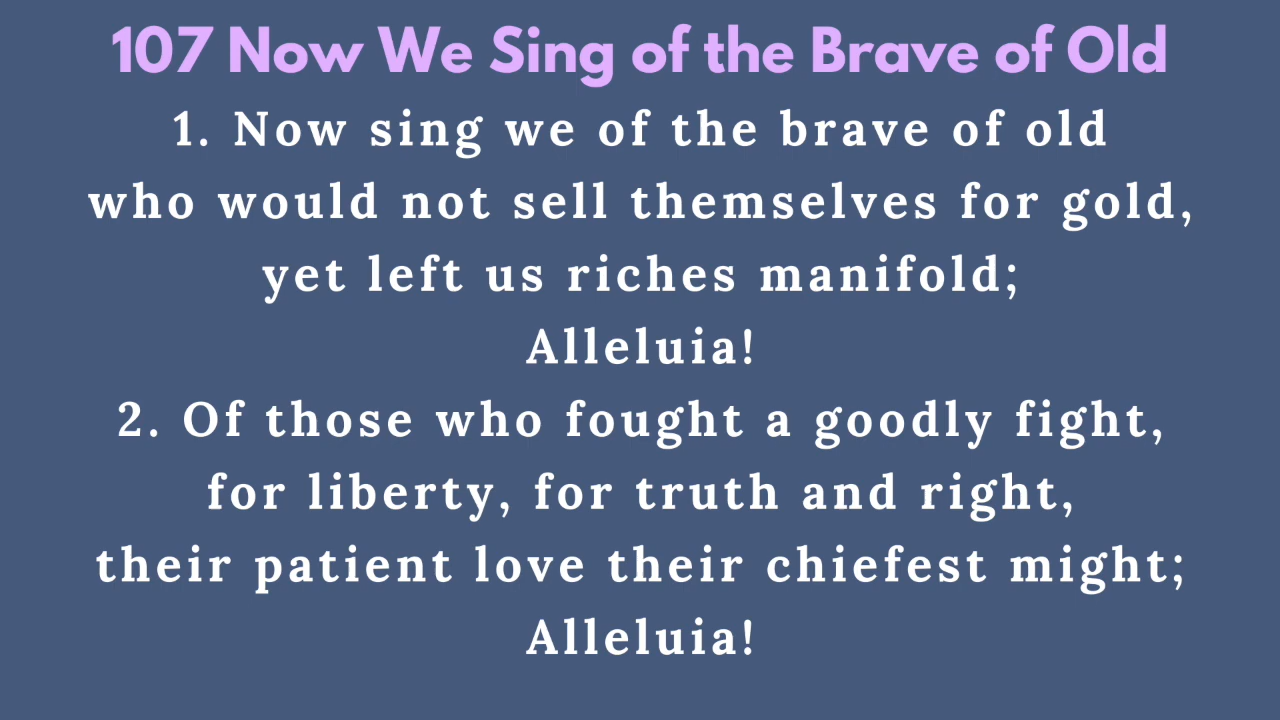 107 Now We Sing of the Brave of Old
1. Now sing we of the brave of old
who would not sell themselves for gold,
yet left us riches manifold;
Alleluia!
2. Of those who fought a goodly fight,
for liberty, for truth and right,
their patient love their chiefest might;
Alleluia!